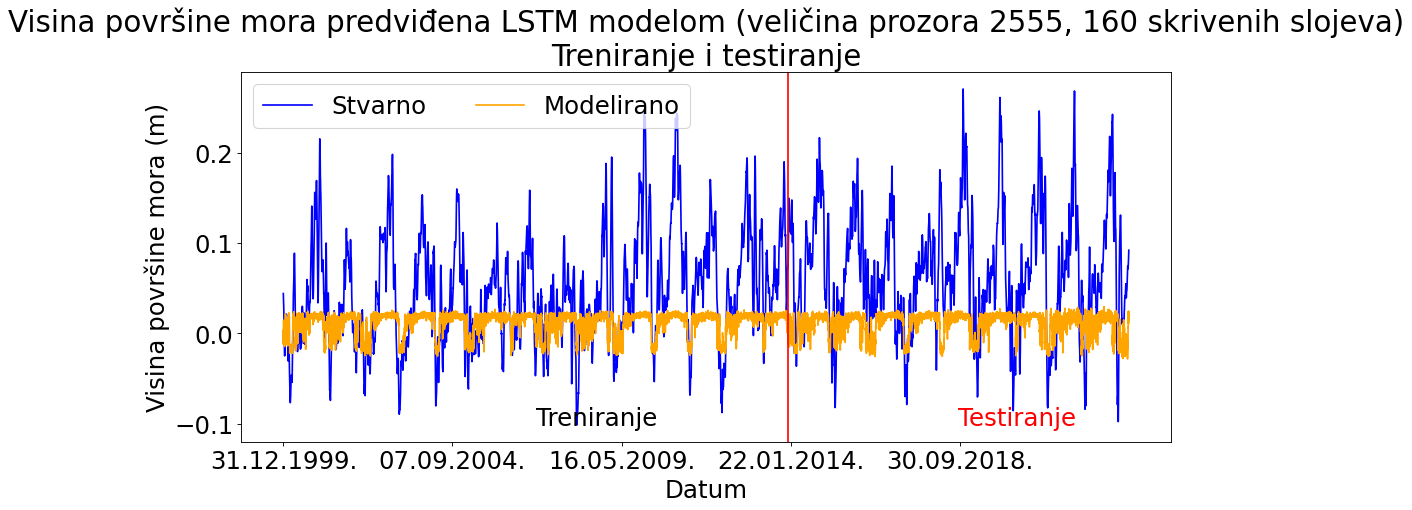 Visina površine mora predviđena LSTM modelom (veličina prozora 2555, 160 skrivenih slojeva)
Treniranje i testiranje
Stvarno
Modelirano
Visina površine mora (m)
0.2
0.1
0.0
−0.1
Treniranje
Testiranje
31.12.1999.
07.09.2004.
16.05.2009.
22.01.2014.
30.09.2018.
Datum